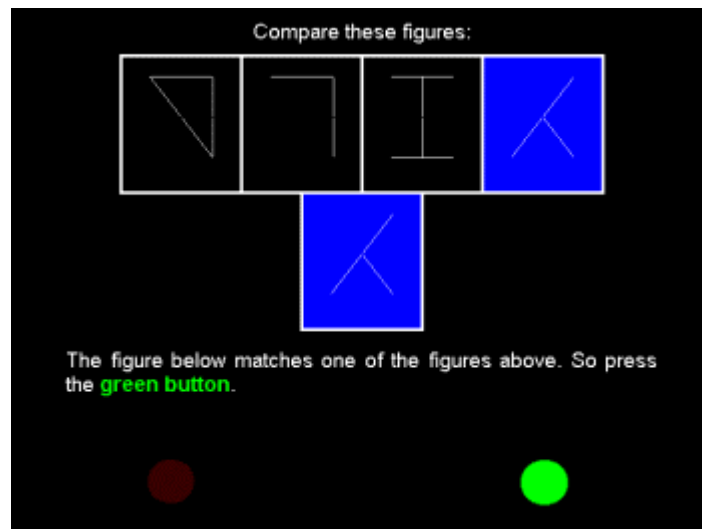 Compare these figures:
The figure below matches one of the figures above. So press
the green button.